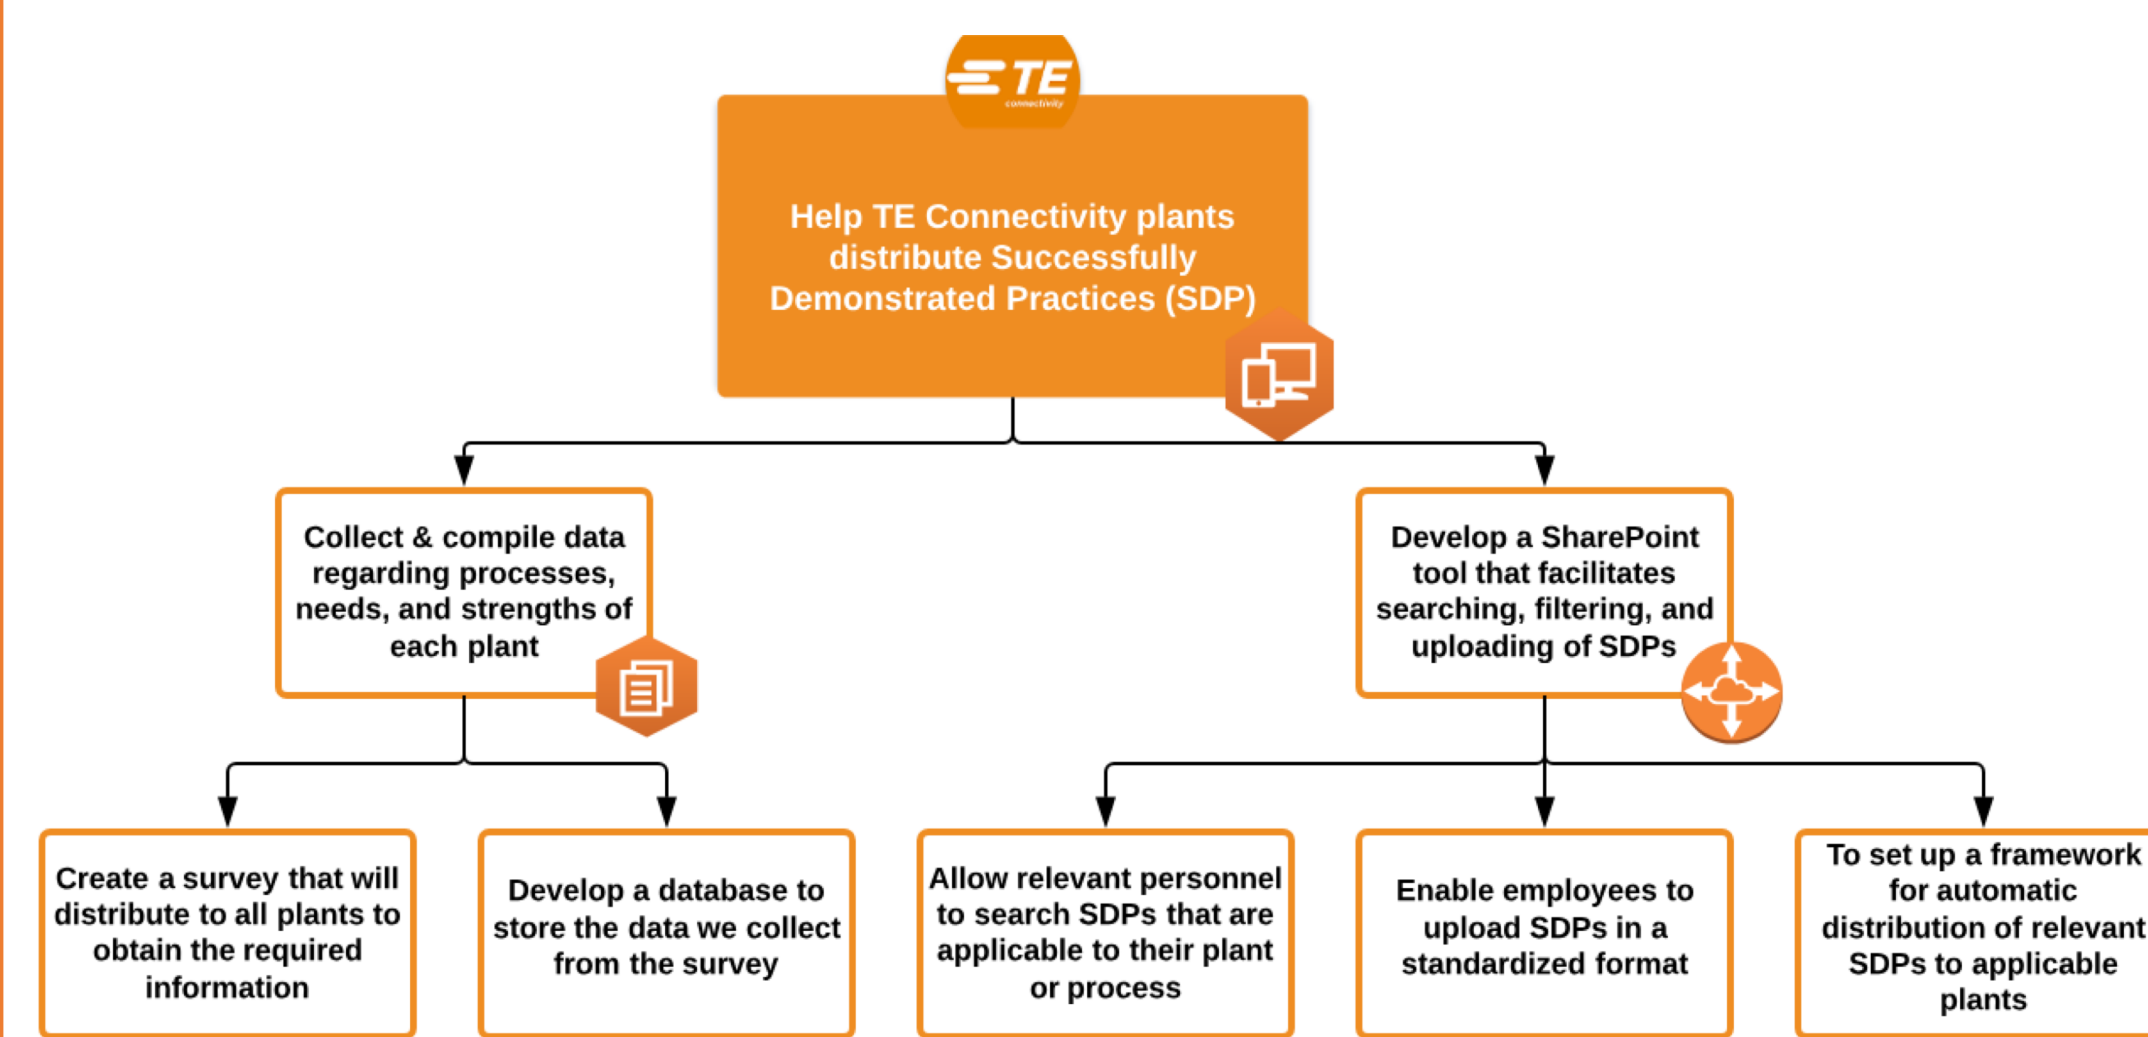 TE
connectivity
Help TE Connectivity plants
distribute Successfully
Demonstrated Practices (SDP)
Collect & compile data
regarding processes,
needs, and strengths of
each plant
Develop a SharePoint
tool that facilitates
searching, filtering, and
uploading of SDPs
Create a survey that will
distribute to all plants to
obtain the required
information
Develop a database to
store the data we collect
from the survey
Allow relevant personnel
to search SDPs that are
applicable to their plant
or process
Enable employees to
upload SDPs in a
standardized format
To set up a framework
for automatic
distribution of relevant
SDPs to applicable
plants